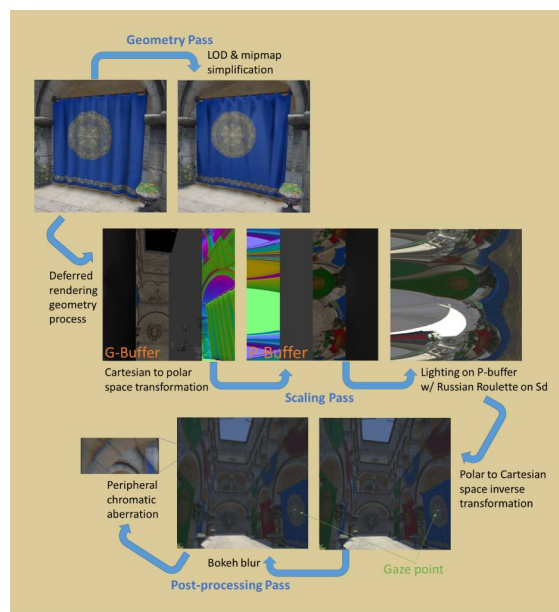 Geometry Pass
LOD & mipmap
simplification
Deferred
rendering
geometry
process
G-Buffer
Cartesian to polar
space transformation
P-Buffer
Scaling Pass
Lighting on P-buffer
w/ Russian Roulette on Sd
Polar to Cartesian
space inverse
transformation
Peripheral
chromatic
aberration
Bokeh blur
Gaze point
Post-processing Pass